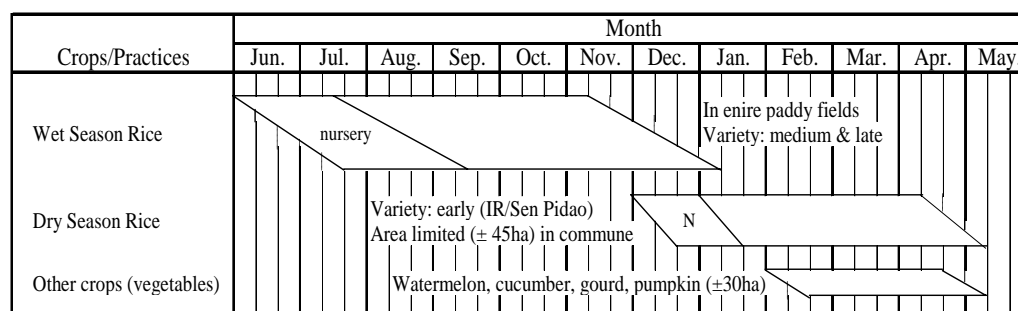 Month
Crops/Practices Jun. Jul. Aug. Sep. Oct. Nov. Dec. Jan. Feb. Mar. Apr. May.
Wet Season Rice
nursery
In enire paddy fields
Variety: medium & late
Dry Season Rice
Variety: early (IR/Sen Pidao)
Area limited (± 45ha) in commune
N
Other crops (vegetables)
Watermelon, cucumber, gourd, pumpkin (±30ha)